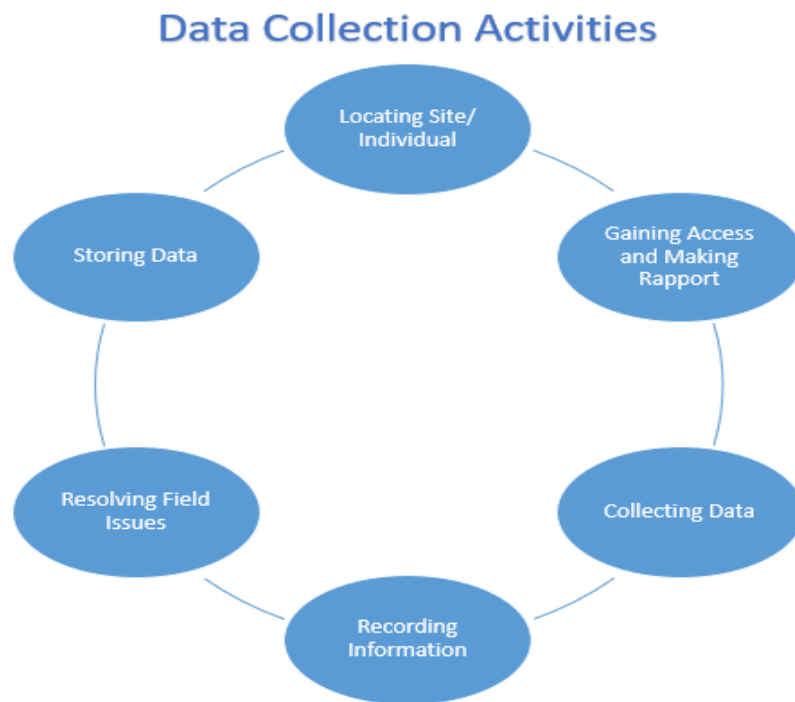 Data Collection Activities
Locating Site/
Individual
Gaining Access
and Making
Rapport
Collecting Data
Recording
Information
Resolving Field
Issues
Storing Data